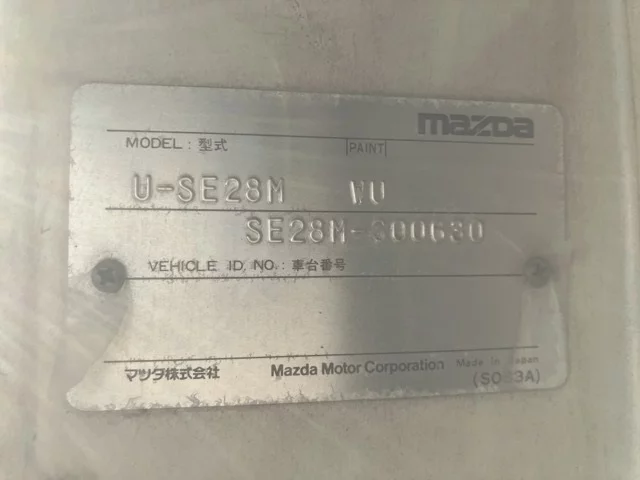 mazda
MODEL : 型式 PAINT
U-SE28M WU
SE28M-300630
VEHICLE ID. NO. : 車台番号
マツダ株式会社 Mazda Motor Corporation Made in Japan